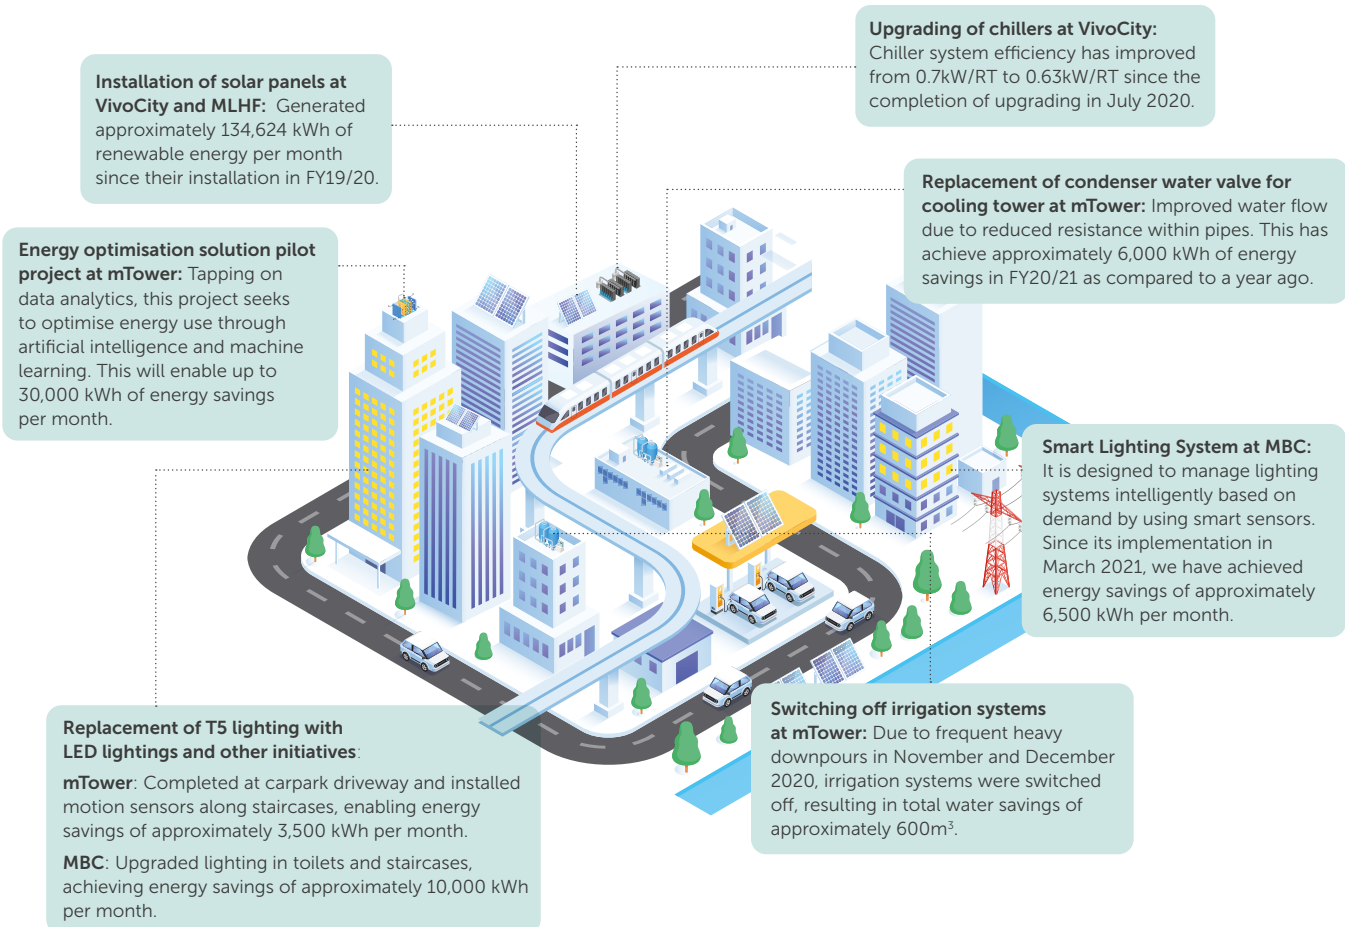 Upgrading of chillers at VivoCity:
Chiller system efficiency has improved
from 0.7kW/RT to 0.63kW/RT since the
completion of upgrading in July 2020.
Installation of solar panels at
VivoCity and MLHF: Generated
approximately 134,624 kWh of
renewable energy per month
since their installation in FY19/20.
Replacement of condenser water valve for
cooling tower at mTower: Improved water flow
due to reduced resistance within pipes. This has
achieve approximately 6,000 kWh of energy
savings in FY20/21 as compared to a year ago.
Energy optimisation solution pilot
project at mTower: Tapping on
data analytics, this project seeks
to optimise energy use through
artificial intelligence and machine
learning. This will enable up to
30,000 kWh of energy savings
per month.
Smart Lighting System at MBC:
It is designed to manage lighting
systems intelligently based on
demand by using smart sensors.
Since its implementation in
March 2021, we have achieved
energy savings of approximately
6,500 kWh per month.
Replacement of T5 lighting with
LED lightings and other initiatives:
mTower: Completed at carpark driveway and installed
motion sensors along staircases, enabling energy
savings of approximately 3,500 kWh per month.
MBC: Upgraded lighting in toilets and staircases,
achieving energy savings of approximately 10,000 kWh
per month.
Switching off irrigation systems
at mTower: Due to frequent heavy
downpours in November and December
2020, irrigation systems were switched
off, resulting in total water savings of
approximately 600m³.